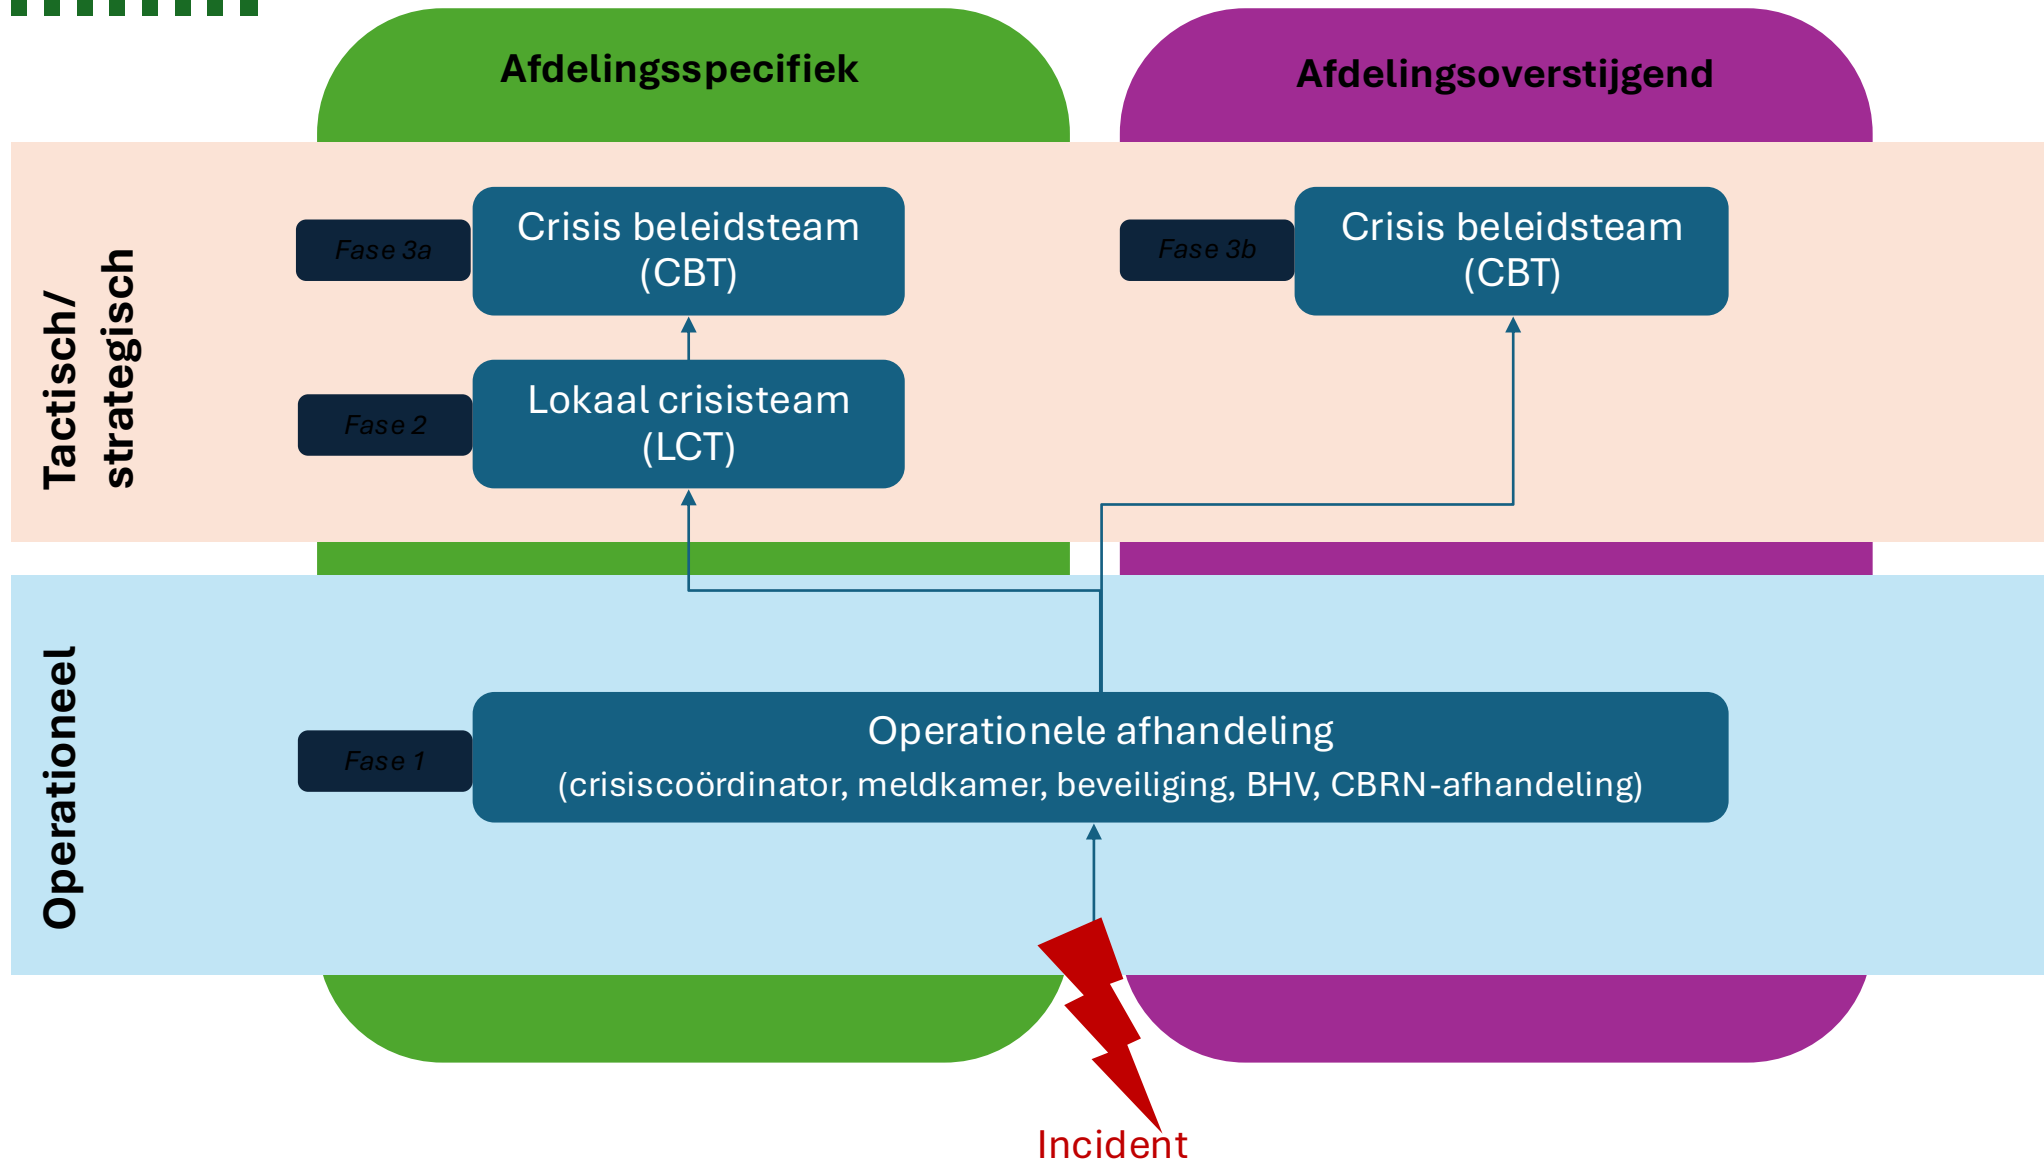 Afdelingsspecifiek
Afdelingsoverstijgend
Tactisch/
strategisch
Fase 3a
Crisis beleidsteam
(CBT)
Fase 3b
Crisis beleidsteam
(CBT)
Fase 2
Lokaal crisisteam
(LCT)
Operationeel
Fase 1
Operationele afhandeling
(crisiscoördinator, meldkamer, beveiliging, BHV, CBRN-afhandeling)
Incident